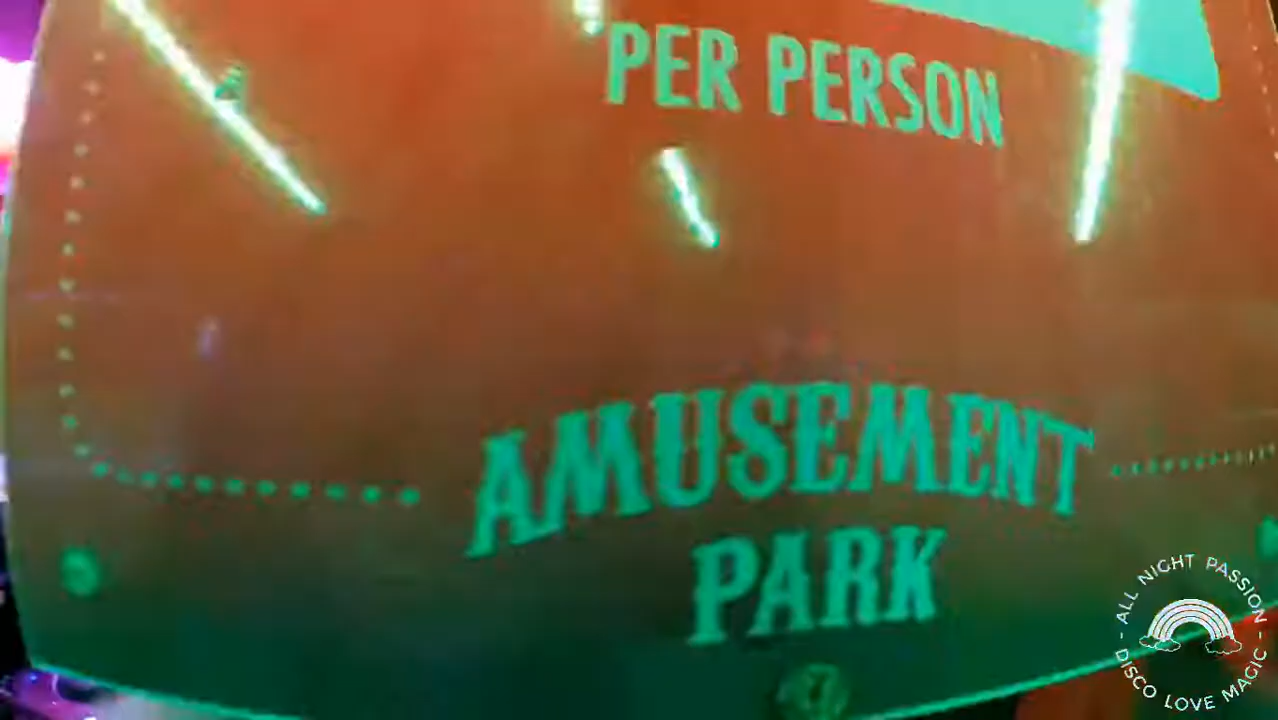 PER PERSON
AMUSEMENT
PARK
ALL NIGHT PASSION
DISCO LOVE MAGIC